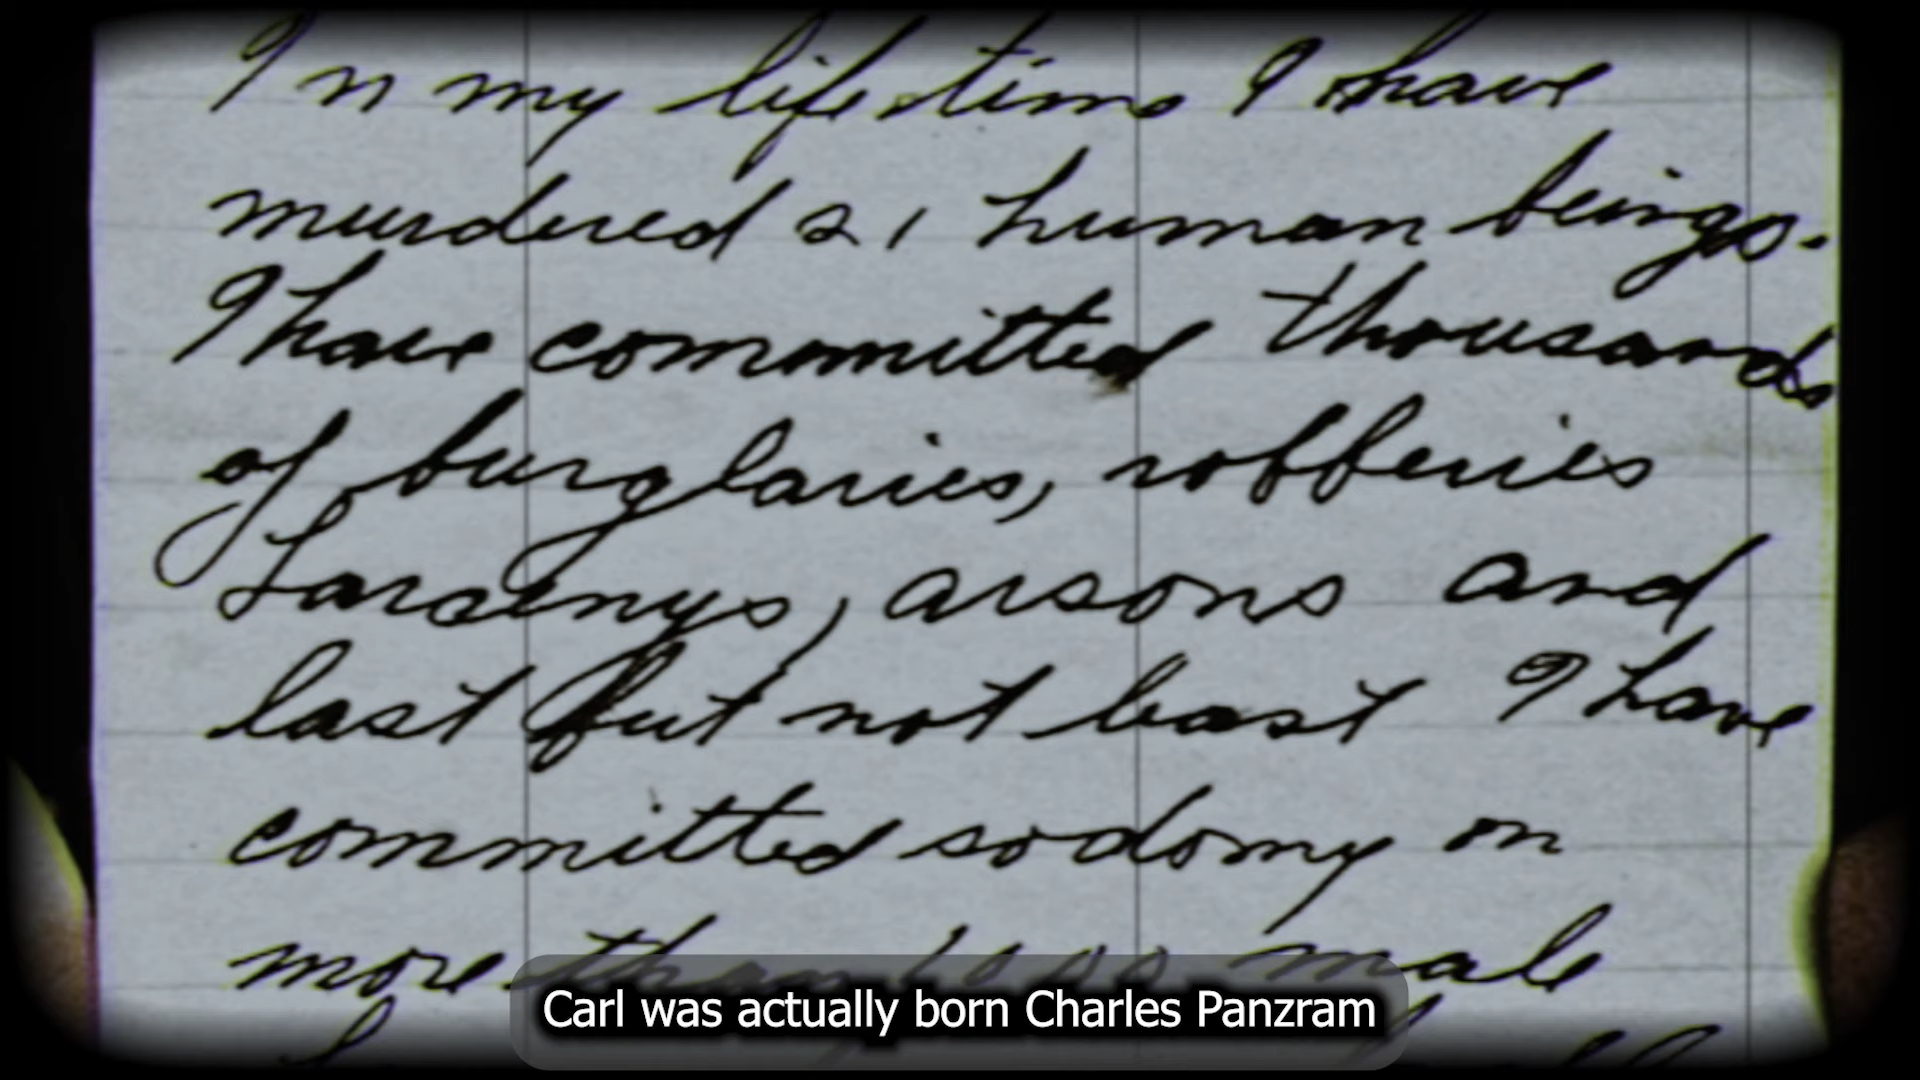 In my life time I have
murdered 21 human beings.
I have committed thousands
of burglaries, robberies
Larcenys, arsons and
last but not least I have
committed sodomy on
more than 1000 male
Carl was actually born Charles Panzram